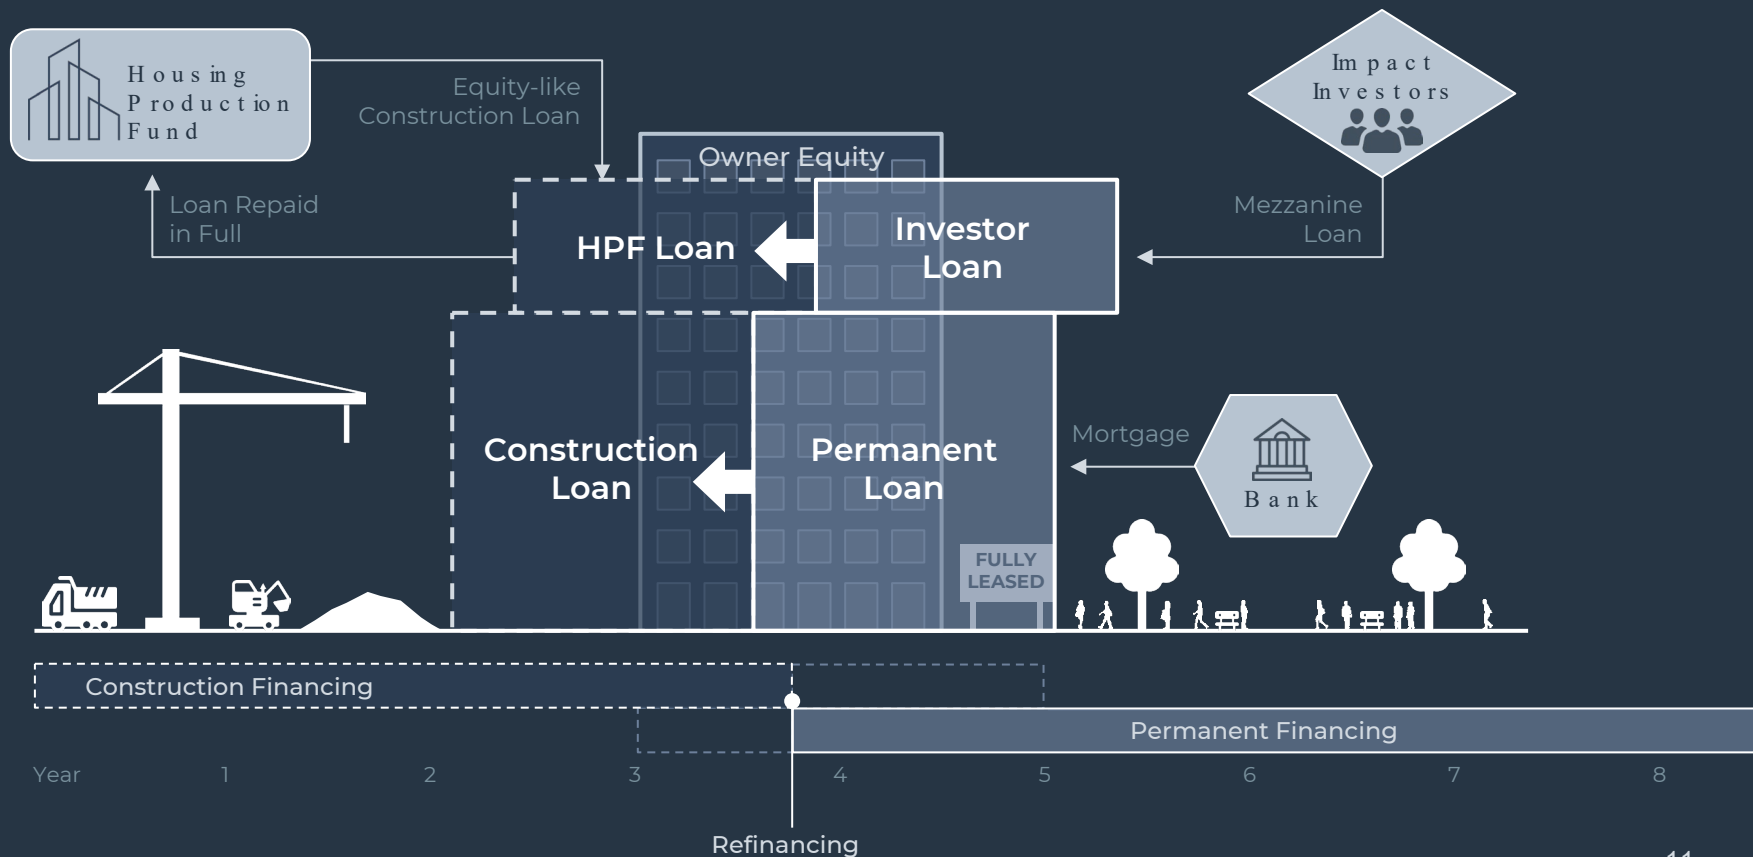 Housing
Production
Fund
Equity-like
Construction Loan
Impact
Investors
Owner Equity
Loan Repaid
in Full
HPF Loan
Investor
Loan
Mezzanine
Loan
Construction
Loan
Permanent
Loan
Mortgage
Bank
FULLY
LEASED
Construction Financing
Permanent Financing
Year 1 2 3 4 5 6 7 8
Refinancing